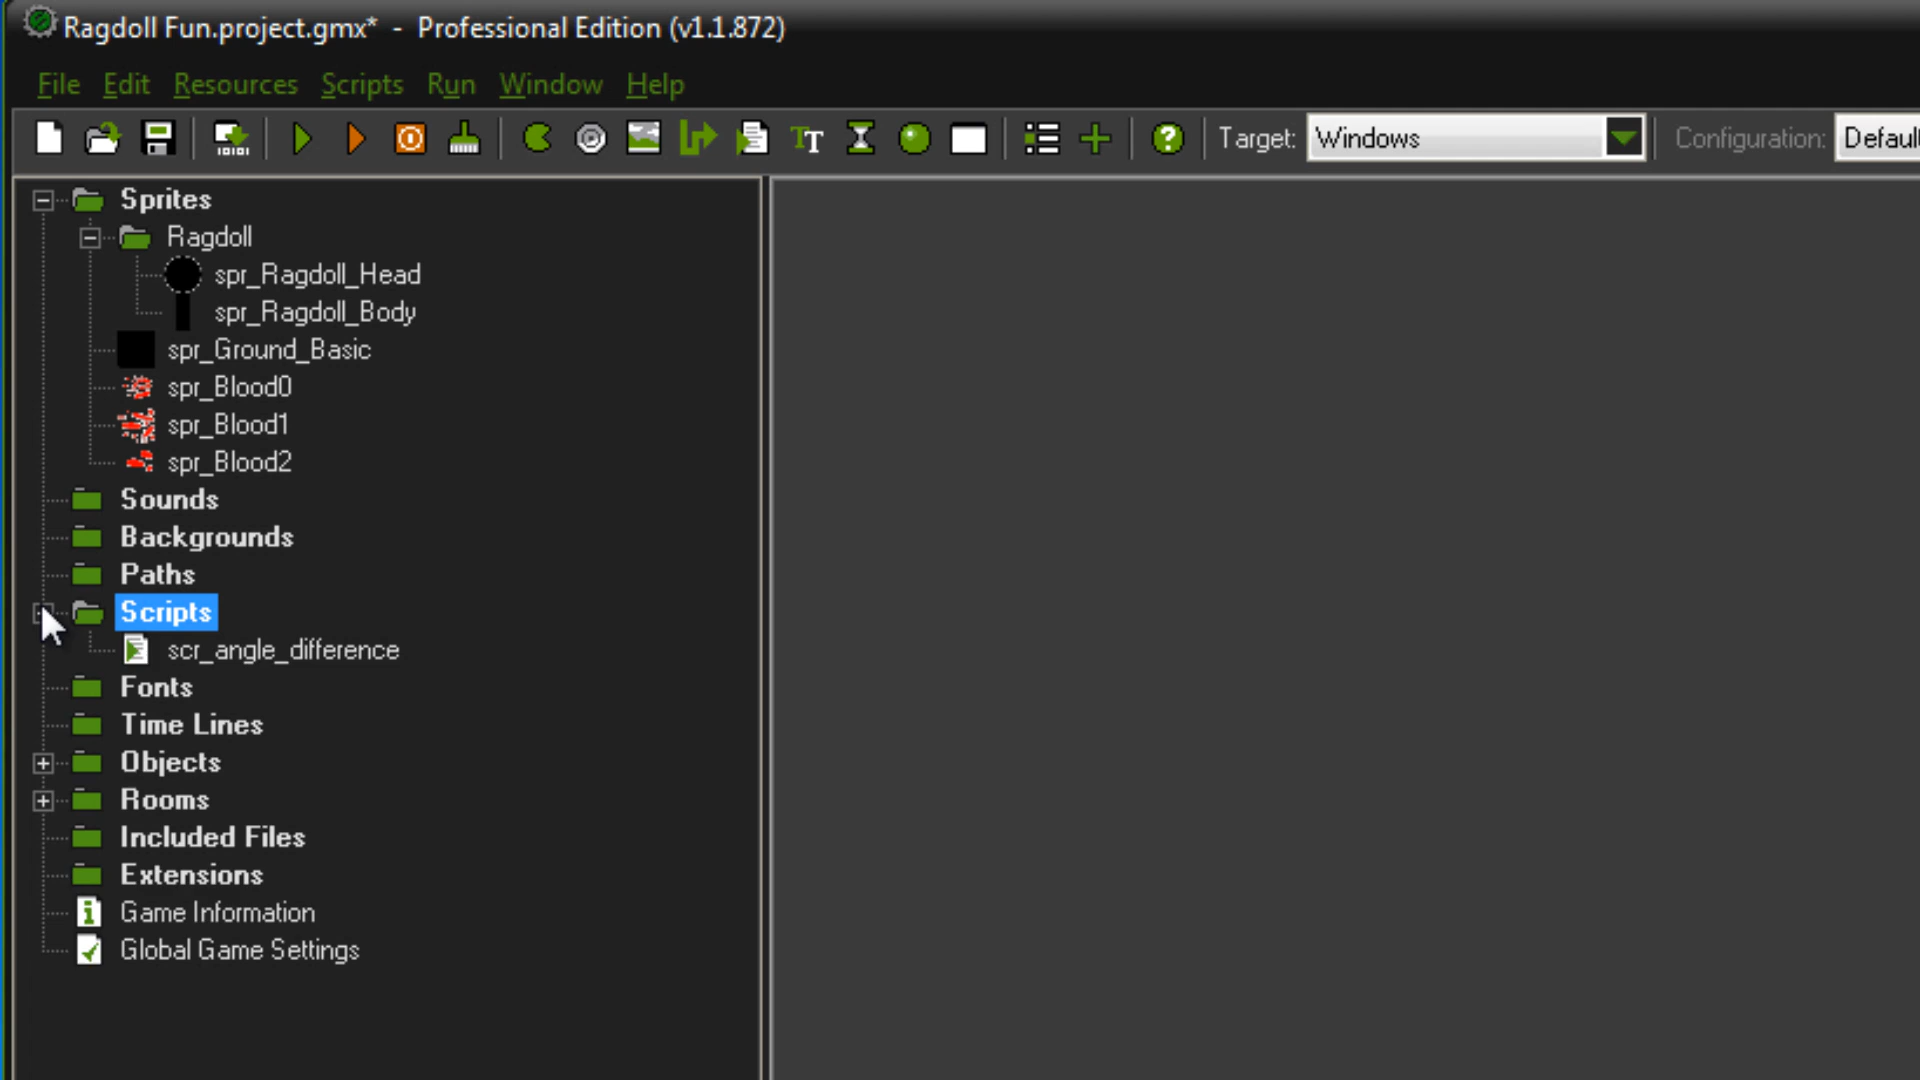 Ragdoll Fun.project.gmx* - Professional Edition (v1.1.872)
File Edit Resources Scripts Run Window Help
Target: Windows Configuration: Default
Sprites
Ragdoll
spr_Ragdoll_Head
spr_Ragdoll_Body
spr_Ground_Basic
spr_Blood0
spr_Blood1
spr_Blood2
Sounds
Backgrounds
Paths
Scripts
scr_angle_difference
Fonts
Time Lines
Objects
Rooms
Included Files
Extensions
Game Information
Global Game Settings